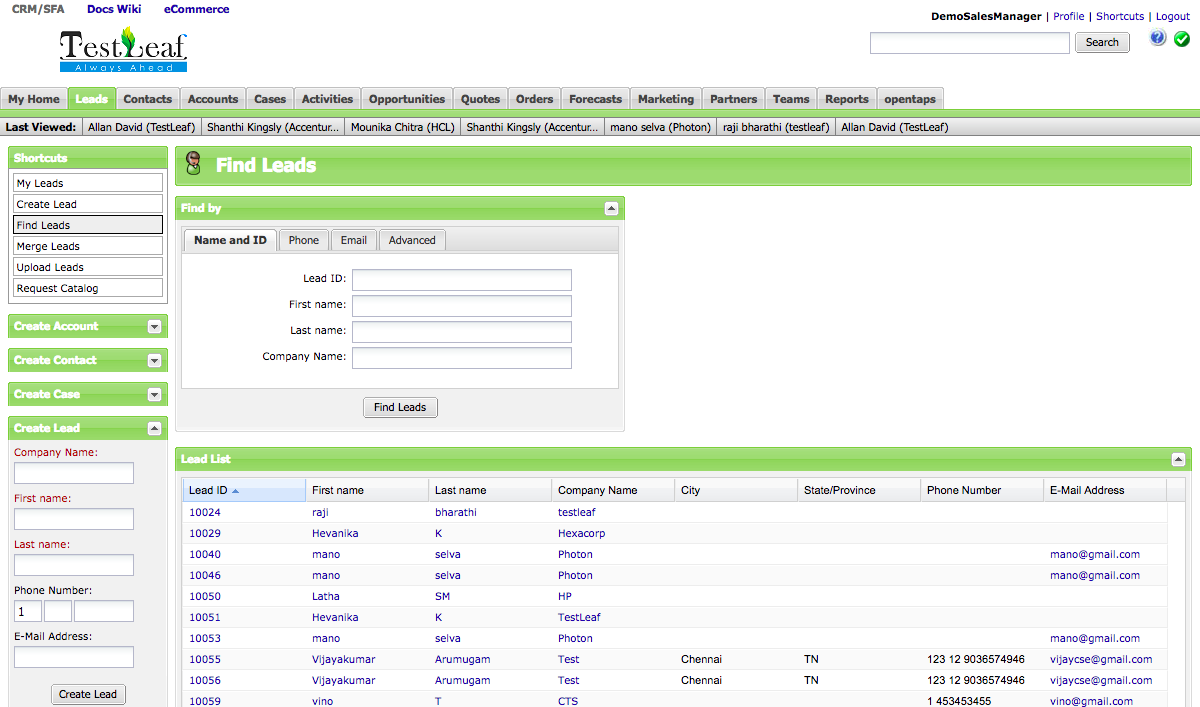 CRM/SFA Docs Wiki eCommerce
DemoSalesManager | Profile | Shortcuts | Logout
TestLeaf
Always Ahead
Search
?
My Home Leads Contacts Accounts Cases Activities Opportunities Quotes Orders Forecasts Marketing Partners Teams Reports opentaps
Last Viewed: Allan David (TestLeaf) Shanthi Kingsly (Accentur... Mounika Chitra (HCL) Shanthi Kingsly (Accentur... mano selva (Photon) raji bharathi (testleaf) Allan David (TestLeaf)
Shortcuts
My Leads
Create Lead
Find Leads
Merge Leads
Upload Leads
Request Catalog
Create Account
Create Contact
Create Case
Create Lead
Company Name:
First name:
Last name:
Phone Number:
1
E-Mail Address:
Create Lead
Find Leads
Find by
Name and ID Phone Email Advanced
Lead ID:
First name:
Last name:
Company Name:
Find Leads
Lead List
Lead ID First name Last name Company Name City State/Province Phone Number E-Mail Address
10024 raji bharathi testleaf
10029 Hevanika K Hexacorp
10040 mano selva Photon mano@gmail.com
10046 mano selva Photon mano@gmail.com
10050 Latha SM HP
10051 Hevanika K TestLeaf
10053 mano selva Photon mano@gmail.com
10055 Vijayakumar Arumugam Test Chennai TN 123 12 9036574946 vijaycse@gmail.com
10056 Vijayakumar Arumugam Test Chennai TN 123 12 9036574946 vijaycse@gmail.com
10059 vino T CTS 1 453453455 vino@gmail.com